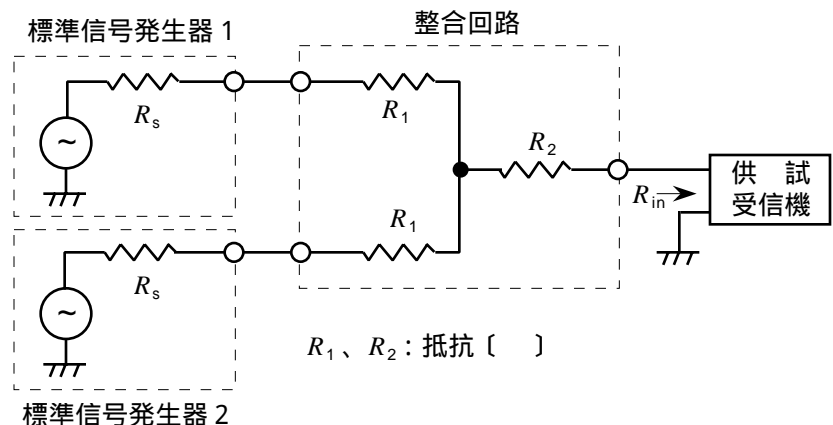 標準信号発生器 1
整合回路
Rs
R1
R2
~
Rin
供 試
受信機
R1
Rs
~
R1、R2:抵抗〔 〕
標準信号発生器 2